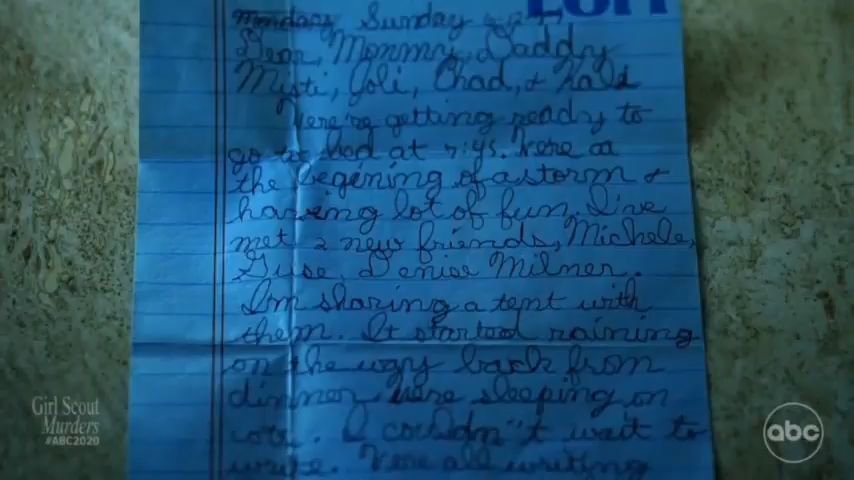 Lori
Monday Sunday
Dear, Mommy, Daddy
Misti, Joli, Chad, + Kali
We're getting ready to
go to bed at 7:45. We're at
the begening of a storm +
having lot of fun. I've
met 2 new friends, Michele,
Guse, Denise Milner.
I'm sharing a tent with
them. It started raining
on the way back from
dinner. We're sleeping on
cots. I couldn"t wait to
write. We're all writing
Girl Scout
Murders
#ABC2020
abc